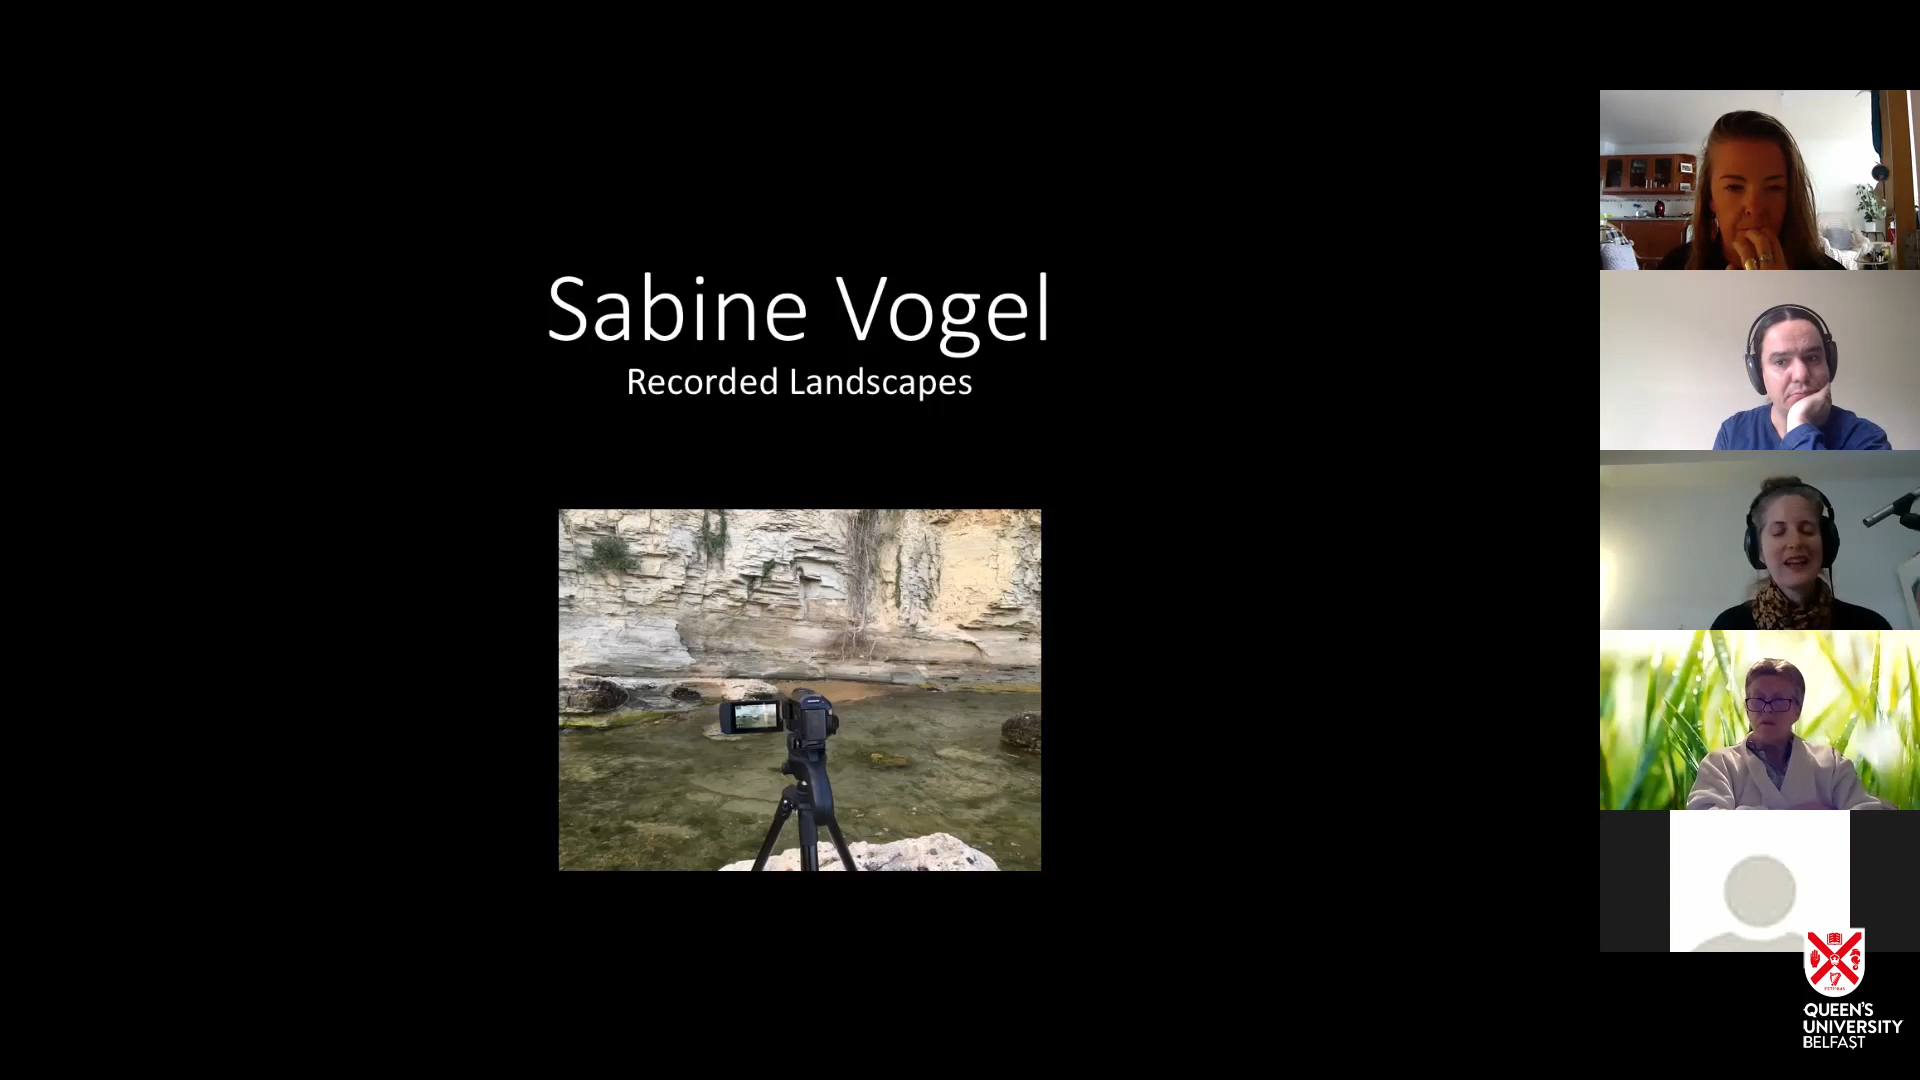 Sabine Vogel
Recorded Landscapes
QUEEN'S
UNIVERSITY
BELFAST